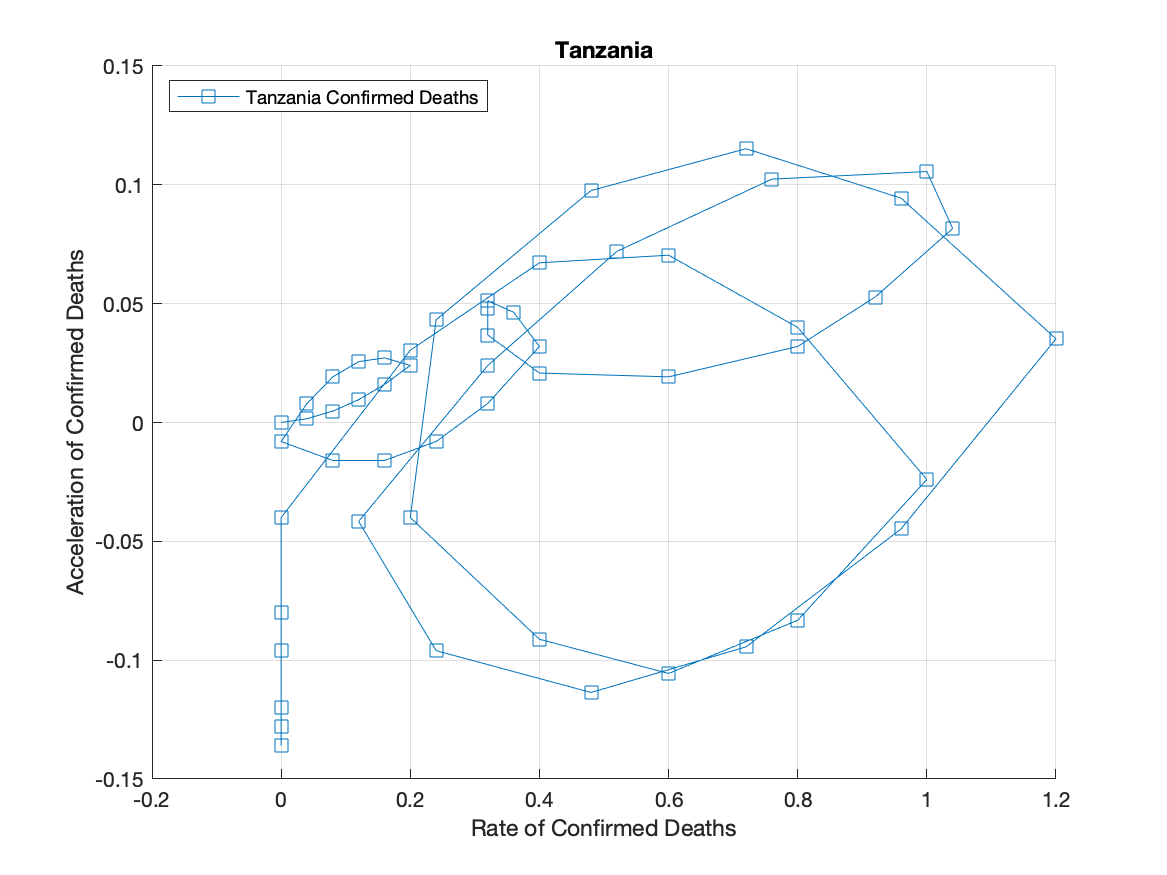 Tanzania
Tanzania Confirmed Deaths
0.15
0.1
0.05
0
-0.05
-0.1
-0.15
Acceleration of Confirmed Deaths
-0.2 0 0.2 0.4 0.6 0.8 1 1.2
Rate of Confirmed Deaths